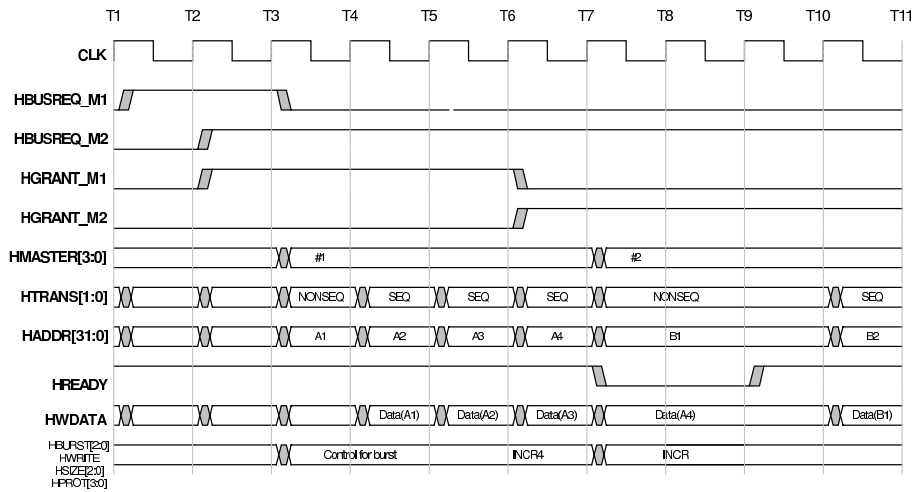 T1 T2 T3 T4 T5 T6 T7 T8 T9 T10 T11
CLK
HBUSREQ_M1
HBUSREQ_M2
HGRANT_M1
HGRANT_M2
HMASTER[3:0] #1 #2
HTRANS[1:0] NONSEQ SEQ SEQ SEQ NONSEQ SEQ
HADDR[31:0] A1 A2 A3 A4 B1 B2
HREADY
HWDATA Data(A1) Data(A2) Data(A3) Data(A4) Data(B1)
HBURST[2:0]
HWRITE Control for burst INCR4 INCR
HSIZE[2:0]
HPROT[3:0]